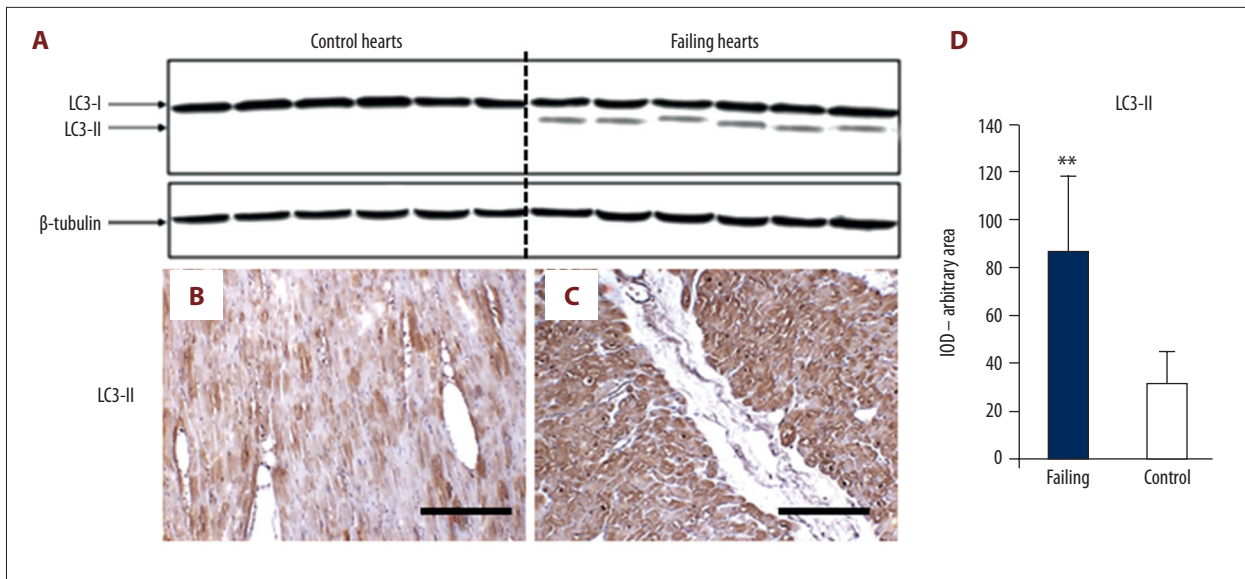 A
Control hearts
Failing hearts
LC3-I
LC3-II
β-tubulin
B
C
LC3-II
D
LC3-II
IOD – arbitrary area
140
120
100
80
60
40
20
0
**
Failing
Control